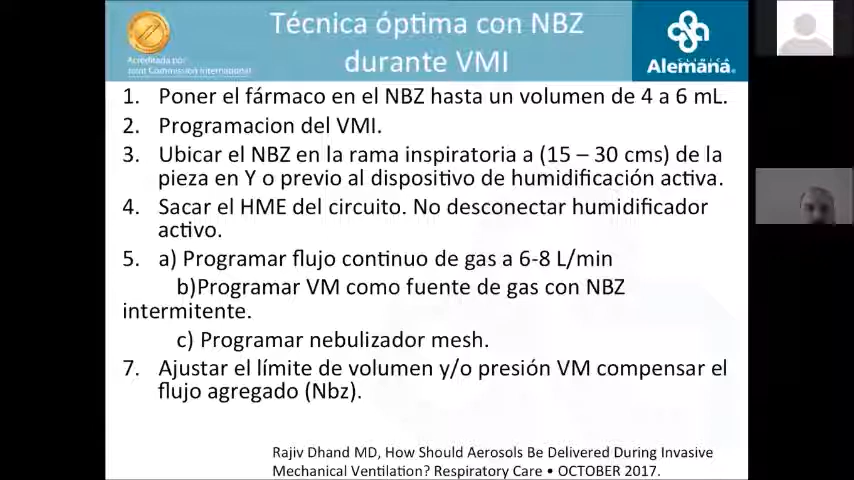 Acreditada por
Joint Commission International
Técnica óptima con NBZ
durante VMI
CLINICA
Alemana®
1. Poner el fármaco en el NBZ hasta un volumen de 4 a 6 mL.
2. Programacion del VMI.
3. Ubicar el NBZ en la rama inspiratoria a (15 – 30 cms) de la
pieza en Y o previo al dispositivo de humidificación activa.
4. Sacar el HME del circuito. No desconectar humidificador
activo.
5. a) Programar flujo continuo de gas a 6-8 L/min
b)Programar VM como fuente de gas con NBZ
intermitente.
c) Programar nebulizador mesh.
7. Ajustar el límite de volumen y/o presión VM compensar el
flujo agregado (Nbz).
Rajiv Dhand MD, How Should Aerosols Be Delivered During Invasive
Mechanical Ventilation? Respiratory Care • OCTOBER 2017.